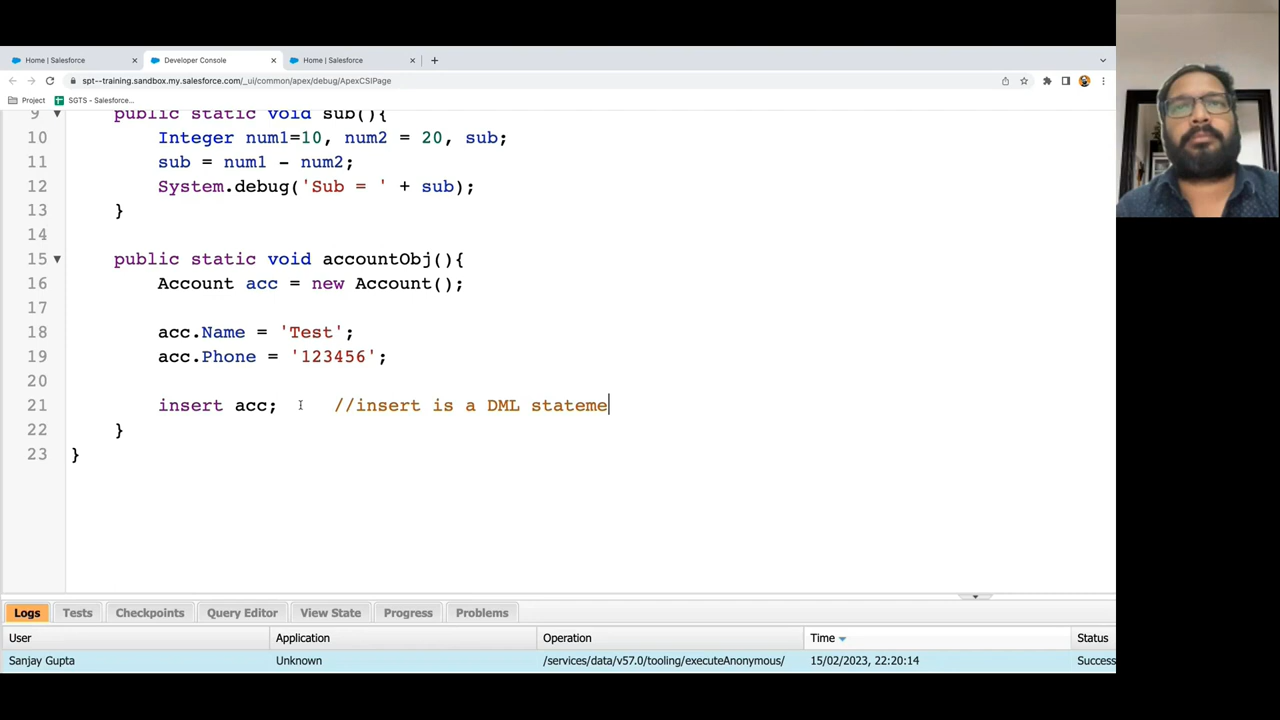 Home | Salesforce
Developer Console
Home | Salesforce
spt--training.sandbox.my.salesforce.com/_ui/common/apex/debug/ApexCSIPage
Project
SGTS - Salesforce...
9 public static void sub(){
10 Integer num1=10, num2 = 20, sub;
11 sub = num1 - num2;
12 System.debug('Sub = ' + sub);
13 }
14
15 public static void accountObj(){
16 Account acc = new Account();
17
18 acc.Name = 'Test';
19 acc.Phone = '123456';
20
21 insert acc; //insert is a DML stateme
22 }
23 }
Logs Tests Checkpoints Query Editor View State Progress Problems
User Application Operation Time Status
Sanjay Gupta Unknown /services/data/v57.0/tooling/executeAnonymous/ 15/02/2023, 22:20:14 Success